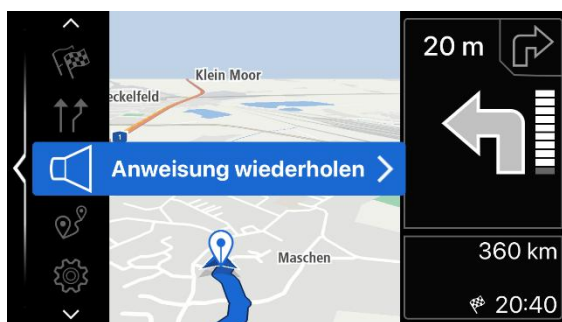 Klein Moor
eckelfeld
1
Anweisung wiederholen
Maschen
20 m
360 km
20:40